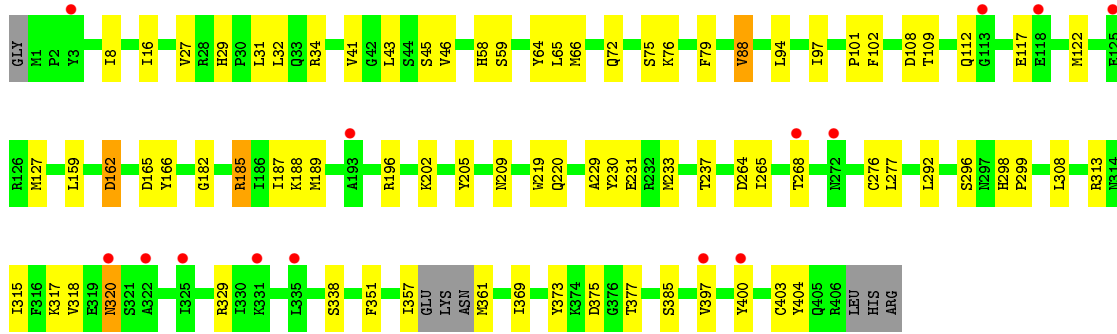 GLY M1 P2 Y3 I8 I16 V27 R28 H29 P30 L31 L32 Q33 R34 V41 G42 L43 S44 S45 V46 H58 S59 Y64 L65 M66 Q72 S75 K76 F79 V88 L94 I97 P101 F102 D108 T109 Q112 G113 E117 E118 M122 E125
R126 M127 L159 D162 D165 Y166 G182 R185 I186 I187 K188 M189 A193 R196 K202 Y205 N209 W219 Q220 A229 Y230 E231 R232 M233 T237 D264 I265 T268 N272 C276 L277 L292 S296 N297 H298 P299 L308 R313 N314
I315 F316 K317 V318 E319 N320 S321 A322 I325 R329 I330 K331 L335 S338 F351 I357 GLU LYS ASN M361 I369 Y373 K374 D375 G376 T377 S385 V397 Y400 C403 Y404 Q405 R406 LEU HIS ARG